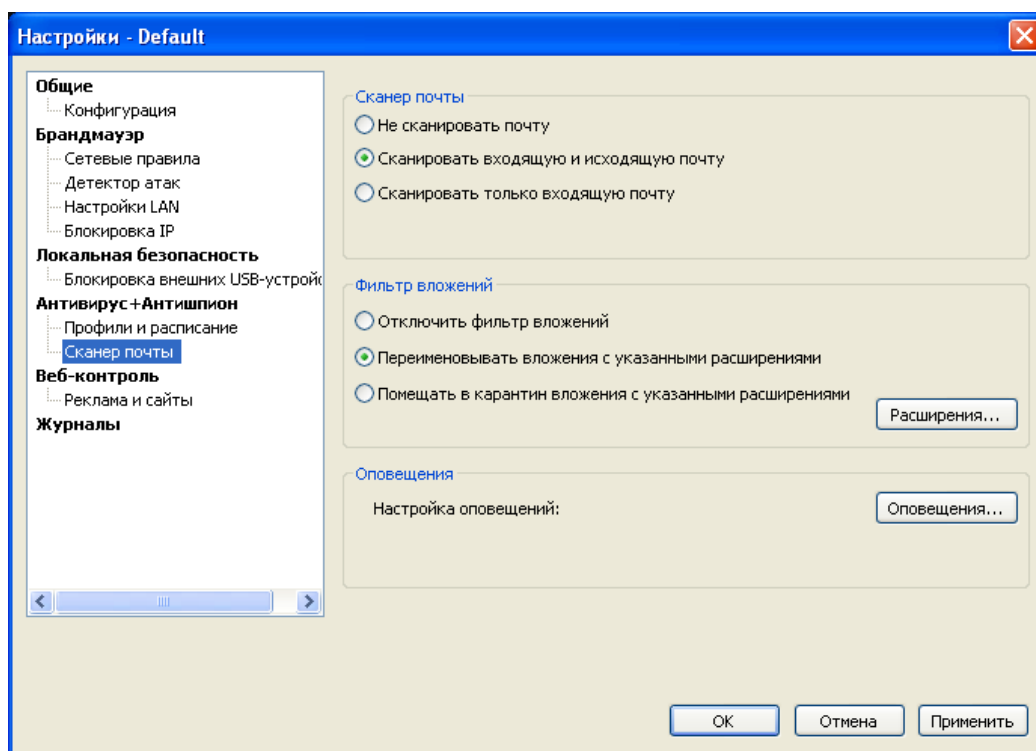 Настройки - Default
Общие
Конфигурация
Брандмауэр
Сетевые правила
Детектор атак
Настройки LAN
Блокировка IP
Локальная безопасность
Блокировка внешних USB-устройс
Антивирус+Антишпион
Профили и расписание
Сканер почты
Веб-контроль
Реклама и сайты
Журналы
Сканер почты
Не сканировать почту
Сканировать входящую и исходящую почту
Сканировать только входящую почту
Фильтр вложений
Отключить фильтр вложений
Переименовывать вложения с указанными расширениями
Помещать в карантин вложения с указанными расширениями
Расширения...
Оповещения
Настройка оповещений:
Оповещения...
OK
Отмена
Применить